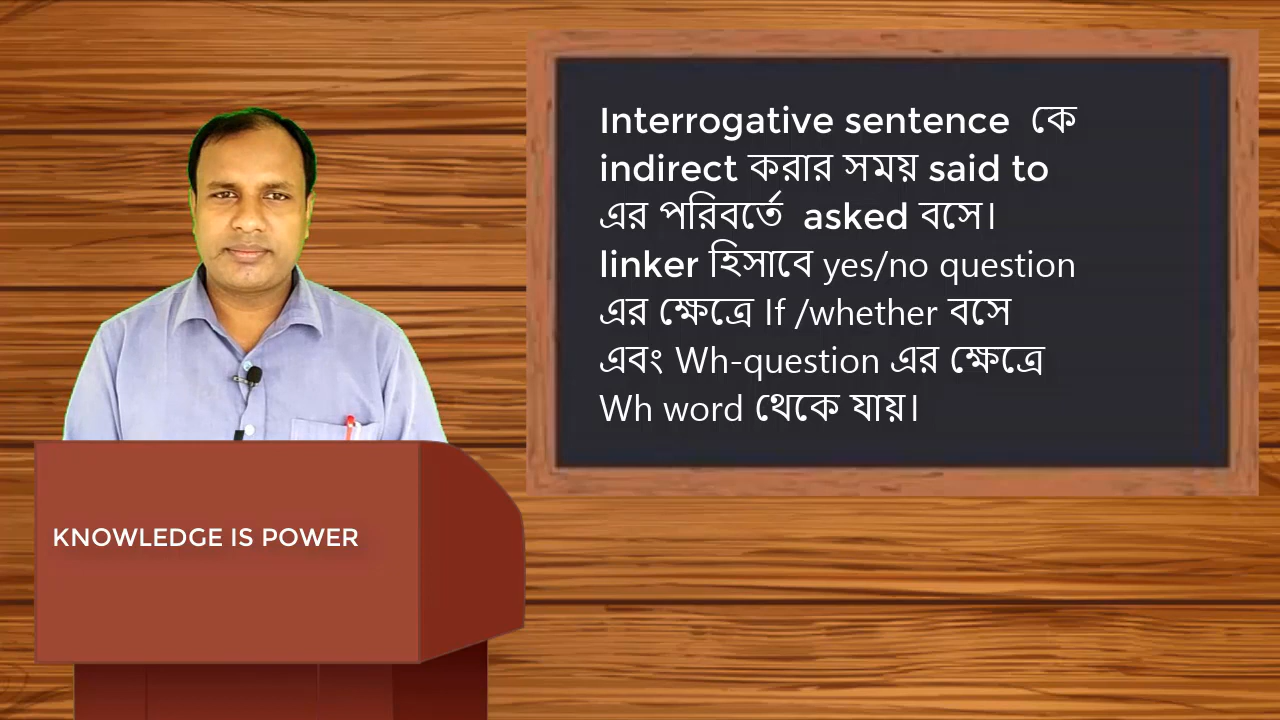 Interrogative sentence কে
indirect করার সময় said to
এর পরিবর্তে asked বসে।
linker হিসাবে yes/no question
এর ক্ষেত্রে If /whether বসে
এবং Wh-question এর ক্ষেত্রে
Wh word থেকে যায়।
KNOWLEDGE IS POWER